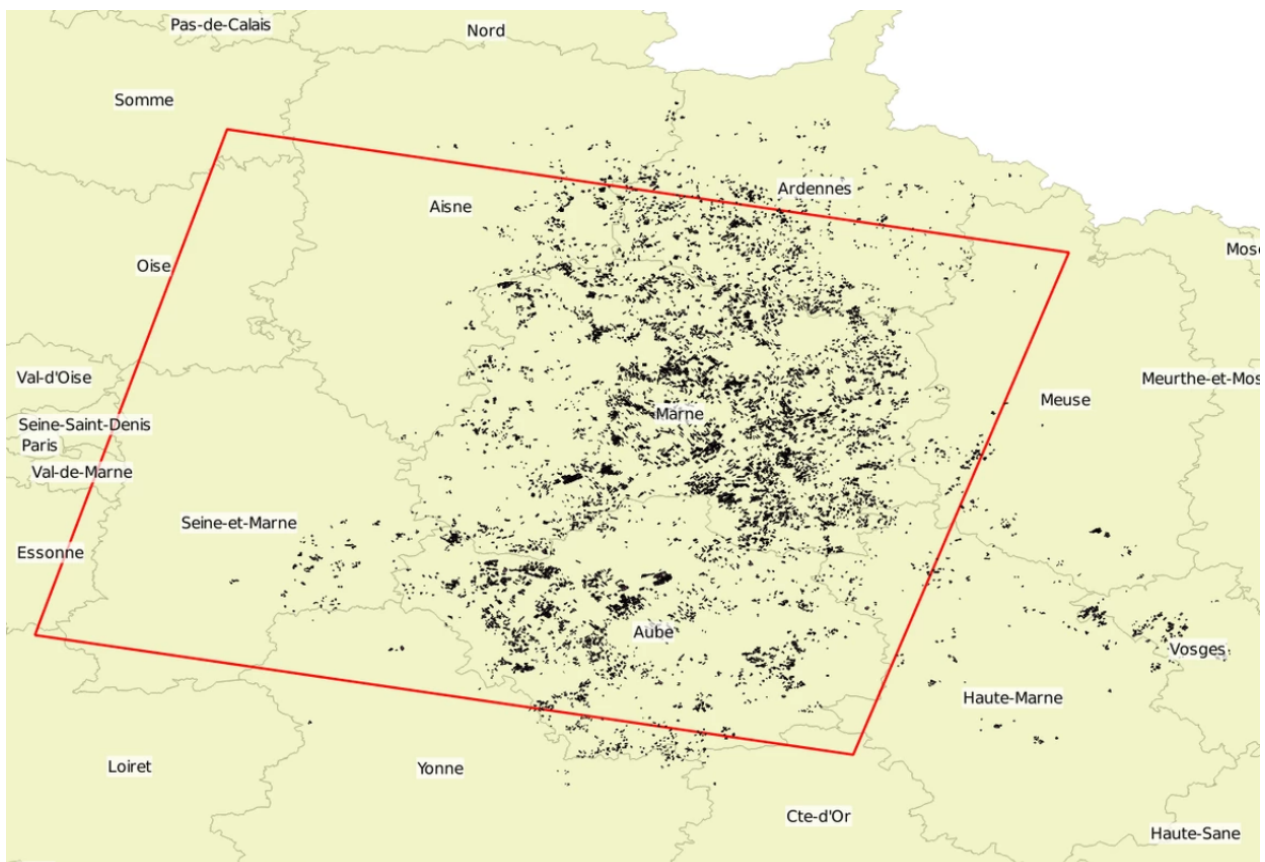 Pas-de-Calais
Nord
Somme
Ardennes
Aisne
Mos
Oise
Val-d'Oise
Meurthe-et-Mos
Meuse
Marne
Seine-Saint-Denis
Paris
Val-de-Marne
Seine-et-Marne
Essonne
Aube
Vosges
Haute-Marne
Loiret
Yonne
Cte-d'Or
Haute-Sane